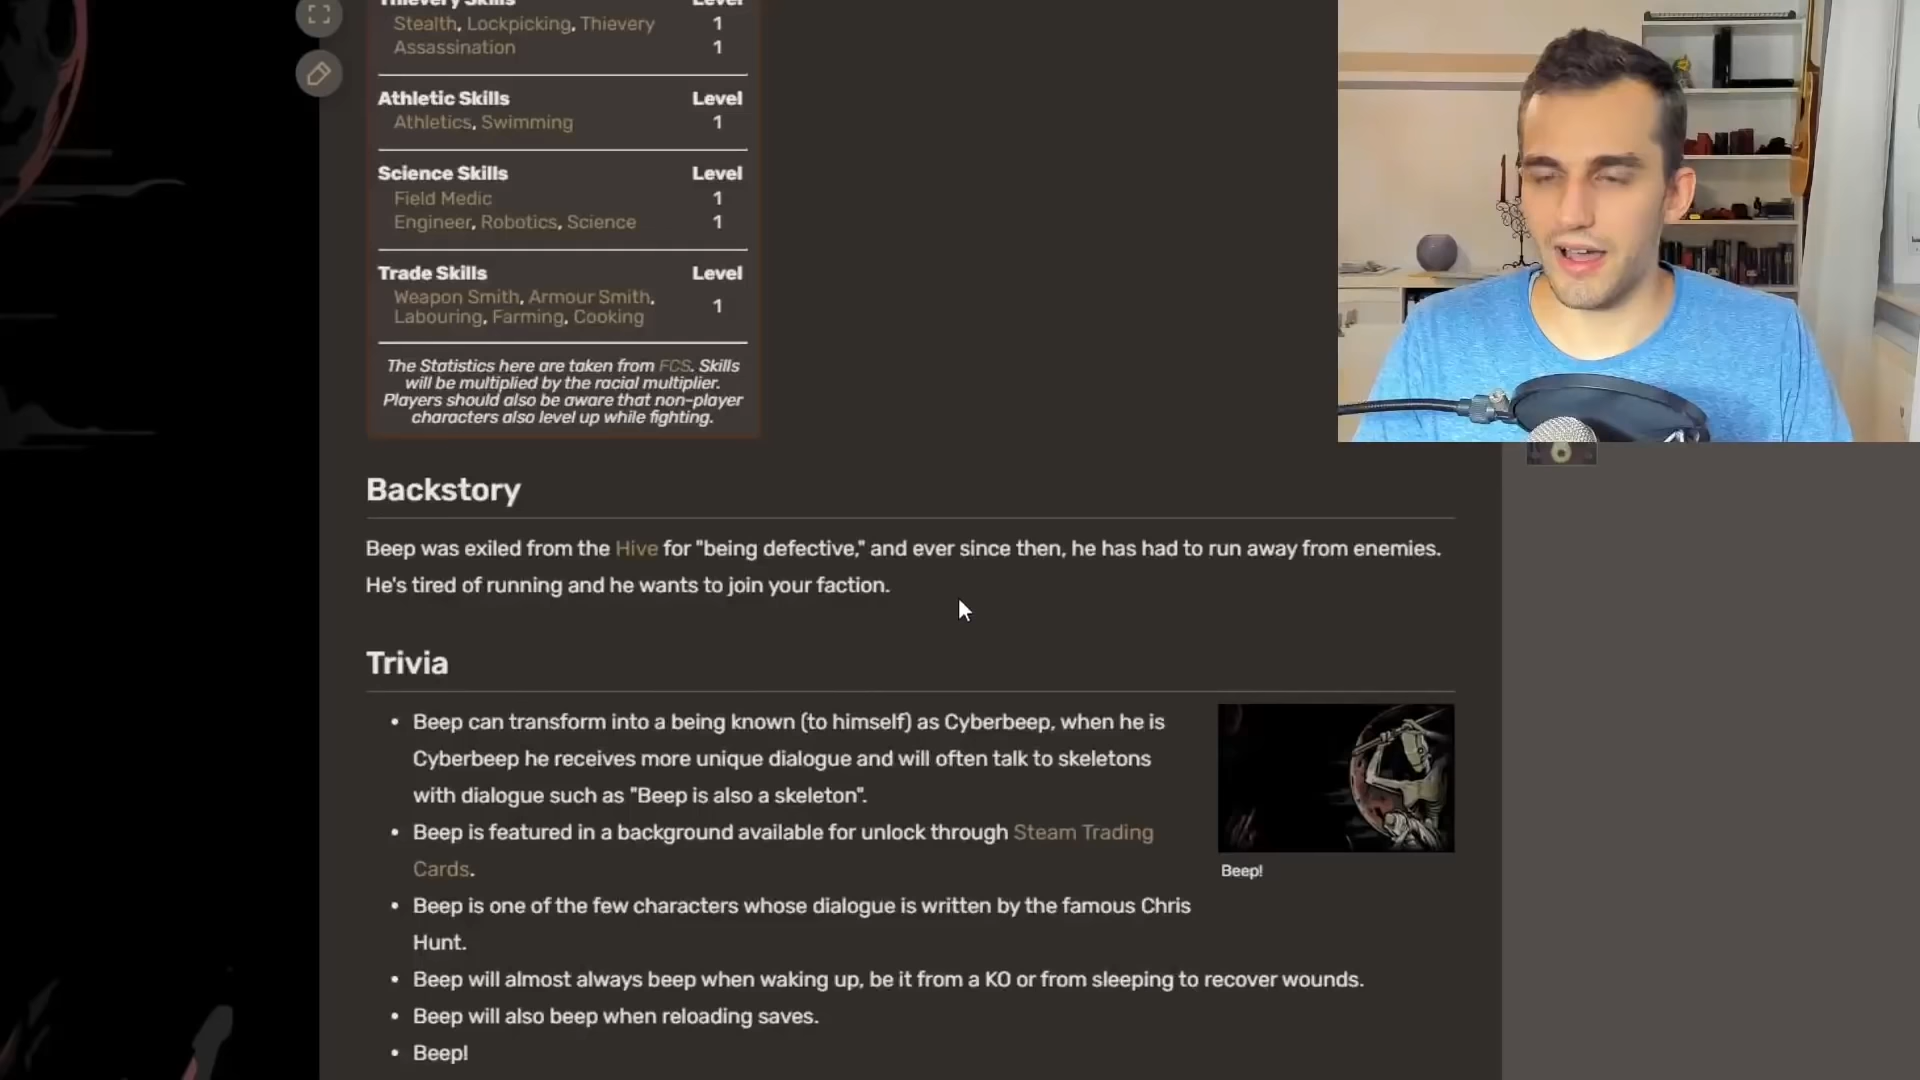 Thievery Skills Level
Stealth, Lockpicking, Thievery 1
Assassination 1
Athletic Skills Level
Athletics, Swimming 1
Science Skills Level
Field Medic 1
Engineer, Robotics, Science 1
Trade Skills Level
Weapon Smith, Armour Smith,
Labouring, Farming, Cooking 1
The Statistics here are taken from FCS. Skills
will be multiplied by the racial multiplier.
Players should also be aware that non-player
characters also level up while fighting.
Backstory
Beep was exiled from the Hive for "being defective," and ever since then, he has had to run away from enemies.
He's tired of running and he wants to join your faction.
Trivia
• Beep can transform into a being known (to himself) as Cyberbeep, when he is
Cyberbeep he receives more unique dialogue and will often talk to skeletons
with dialogue such as "Beep is also a skeleton".
• Beep is featured in a background available for unlock through Steam Trading
Cards.
Beep!
• Beep is one of the few characters whose dialogue is written by the famous Chris
Hunt.
• Beep will almost always beep when waking up, be it from a KO or from sleeping to recover wounds.
• Beep will also beep when reloading saves.
• Beep!